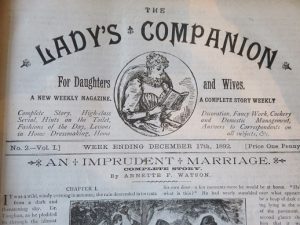 THE
LADY'S COMPANION
For Daughters and Wives.
A NEW WEEKLY MAGAZINE. A COMPLETE STORY WEEKLY
Complete Story, High-class
Serial, Hints on the Toilet,
Fashions of the Day, Lessons
in Home Dressmaking, Home
Decoration, Fancy Work, Cookery
and Domestic Management,
Answers to Correspondents on
all subjects, &c.
No. 2.—Vol. I.] WEEK ENDING DECEMBER 17th, 1892. [Price One Penny
AN IMPRUDENT MARRIAGE.
COMPLETE STORY.
By ANNETTE F. WATSON.
CHAPTER I.